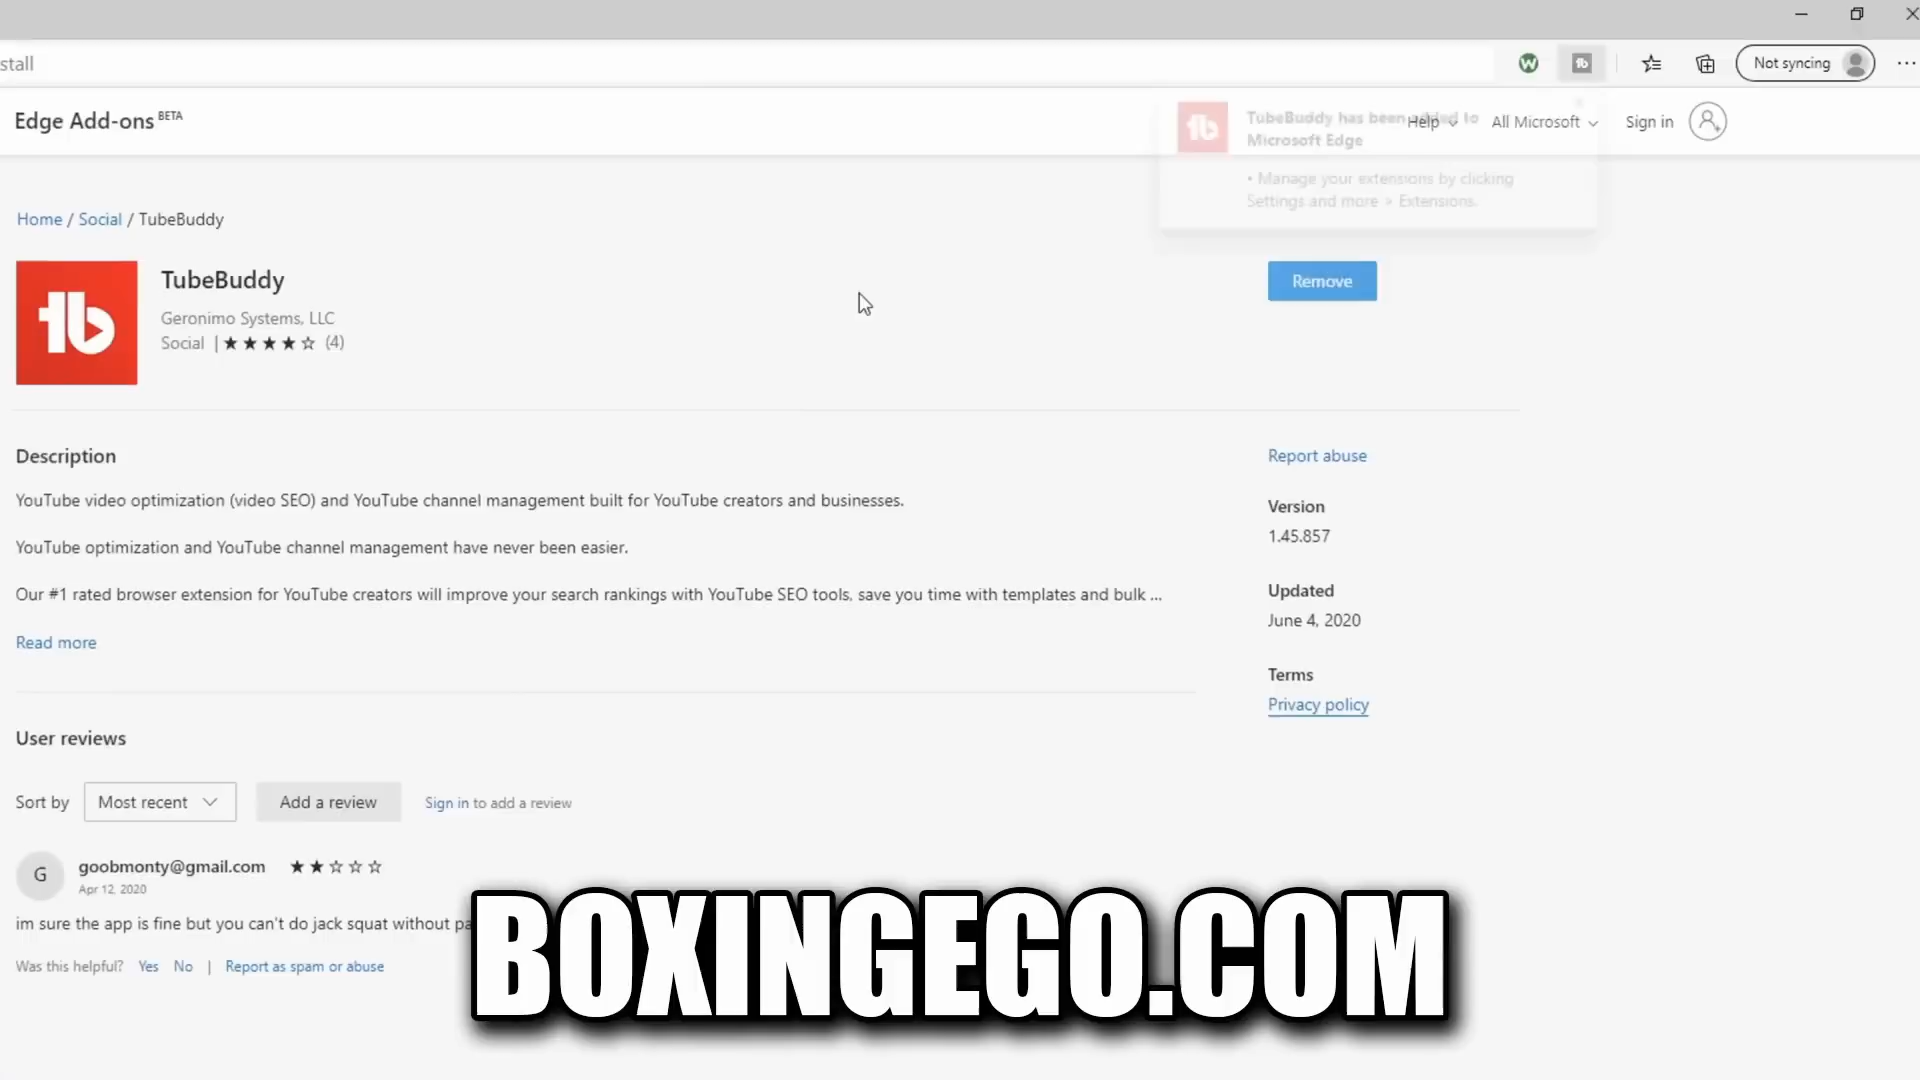 stall
Not syncing
Edge Add-ons BETA
TubeBuddy has been added to
Microsoft Edge
Help
All Microsoft
Sign in
• Manage your extensions by clicking
Settings and more > Extensions.
Home / Social / TubeBuddy
tb
TubeBuddy
Remove
Geronimo Systems, LLC
Social | ★★★★☆ (4)
Description
Report abuse
YouTube video optimization (video SEO) and YouTube channel management built for YouTube creators and businesses.
Version
1.45.857
YouTube optimization and YouTube channel management have never been easier.
Our #1 rated browser extension for YouTube creators will improve your search rankings with YouTube SEO tools, save you time with templates and bulk ...
Updated
June 4, 2020
Read more
Terms
Privacy policy
User reviews
Sort by Most recent Add a review Sign in to add a review
G
goobmonty@gmail.com ★★☆☆☆
Apr 12, 2020
im sure the app is fine but you can't do jack squat without pa
Was this helpful? Yes No | Report as spam or abuse
BOXINGEGO.COM